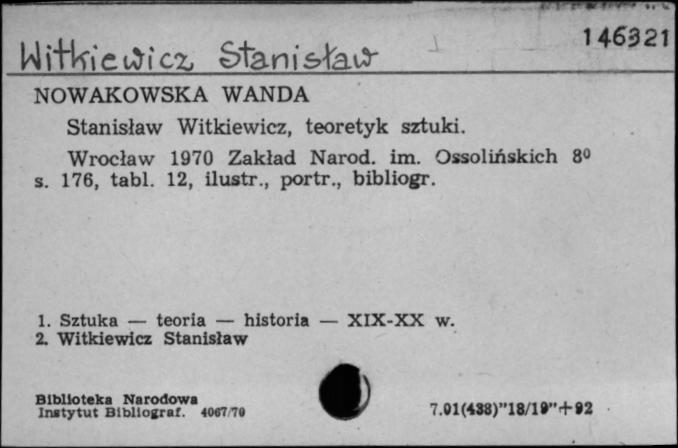 146321
Witkiewicz Stanisław
NOWAKOWSKA WANDA
Stanisław Witkiewicz, teoretyk sztuki.
Wrocław 1970 Zakład Narod. im. Ossolińskich 8⁰
s. 176, tabl. 12, ilustr., portr., bibliogr.
1. Sztuka — teoria — historia — XIX-XX w.
2. Witkiewicz Stanisław
Biblioteka Narodowa
Instytut Bibliograf. 4067/70
7.01(438)"18/19"+92